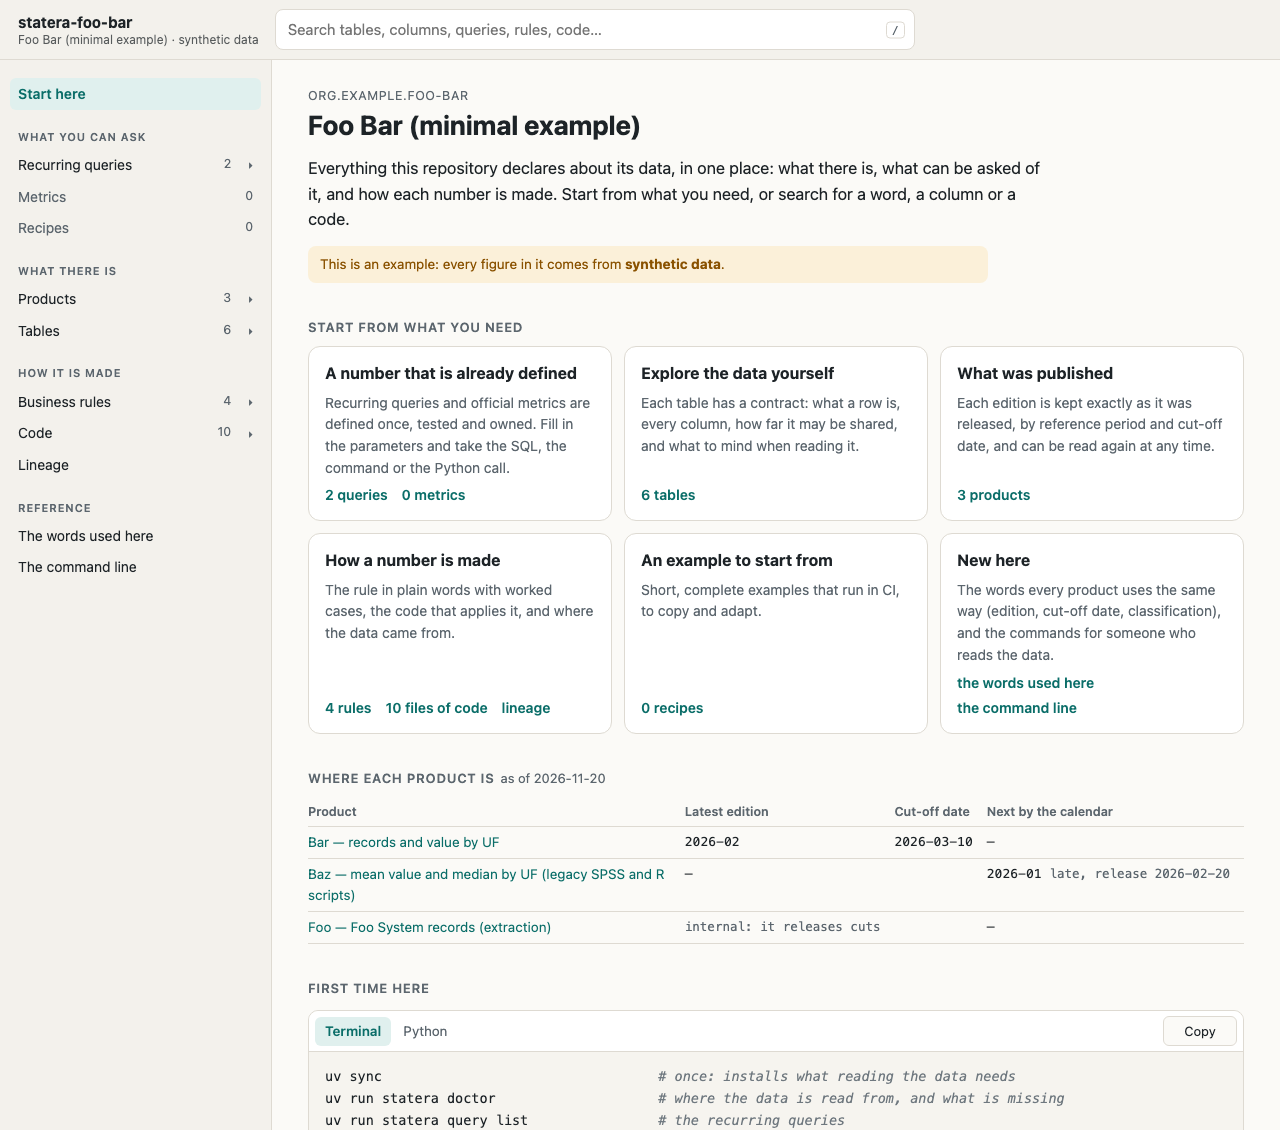 statera-foo-bar
Foo Bar (minimal example) · synthetic data
Search tables, columns, queries, rules, code...
/
Start here
WHAT YOU CAN ASK
Recurring queries 2
Metrics 0
Recipes 0
WHAT THERE IS
Products 3
Tables 6
HOW IT IS MADE
Business rules 4
Code 10
Lineage
REFERENCE
The words used here
The command line
ORG.EXAMPLE.FOO-BAR
Foo Bar (minimal example)
Everything this repository declares about its data, in one place: what there is, what can be asked of
it, and how each number is made. Start from what you need, or search for a word, a column or a
code.
This is an example: every figure in it comes from synthetic data.
START FROM WHAT YOU NEED
A number that is already defined
Recurring queries and official metrics are
defined once, tested and owned. Fill in
the parameters and take the SQL, the
command or the Python call.
2 queries 0 metrics
Explore the data yourself
Each table has a contract: what a row is,
every column, how far it may be shared,
and what to mind when reading it.
6 tables
What was published
Each edition is kept exactly as it was
released, by reference period and cut-off
date, and can be read again at any time.
3 products
How a number is made
The rule in plain words with worked
cases, the code that applies it, and where
the data came from.
4 rules 10 files of code lineage
An example to start from
Short, complete examples that run in CI,
to copy and adapt.
0 recipes
New here
The words every product uses the same
way (edition, cut-off date, classification),
and the commands for someone who
reads the data.
the words used here
the command line
WHERE EACH PRODUCT IS as of 2026-11-20
Product Latest edition Cut-off date Next by the calendar
Bar — records and value by UF 2026-02 2026-03-10 —
Baz — mean value and median by UF (legacy SPSS and R
scripts) — 2026-01 late, release 2026-02-20
Foo — Foo System records (extraction) internal: it releases cuts —
FIRST TIME HERE
Terminal Python Copy
uv sync # once: installs what reading the data needs
uv run statera doctor # where the data is read from, and what is missing
uv run statera query list # the recurring queries